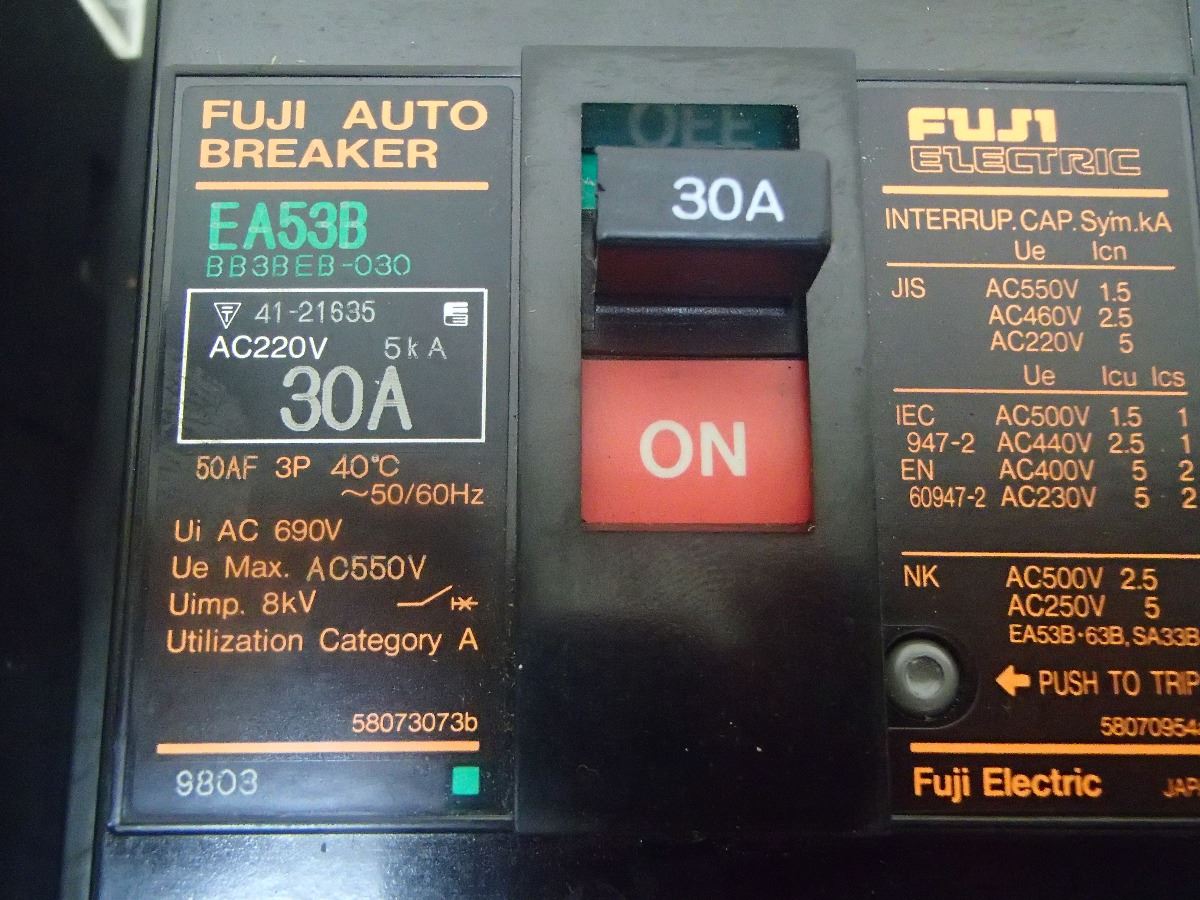 FUJI AUTO
BREAKER
EA53B
BB3BEB-030
41-21635
AC220V 5kA
30A
50AF 3P 40°C
~50/60Hz
Ui AC 690V
Ue Max. AC550V
Uimp. 8kV
Utilization Category A
58073073b
9803
OFF
30A
ON
FUJI
ELECTRIC
INTERRUP.CAP.Sym.kA
Ue Icn
JIS AC550V 1.5
AC460V 2.5
AC220V 5
Ue Icu Ics
IEC AC500V 1.5 1
947-2 AC440V 2.5 1
EN AC400V 5 2
60947-2 AC230V 5 2
NK AC500V 2.5
AC250V 5
EA53B·63B, SA33B
← PUSH TO TRIP
Fuji Electric